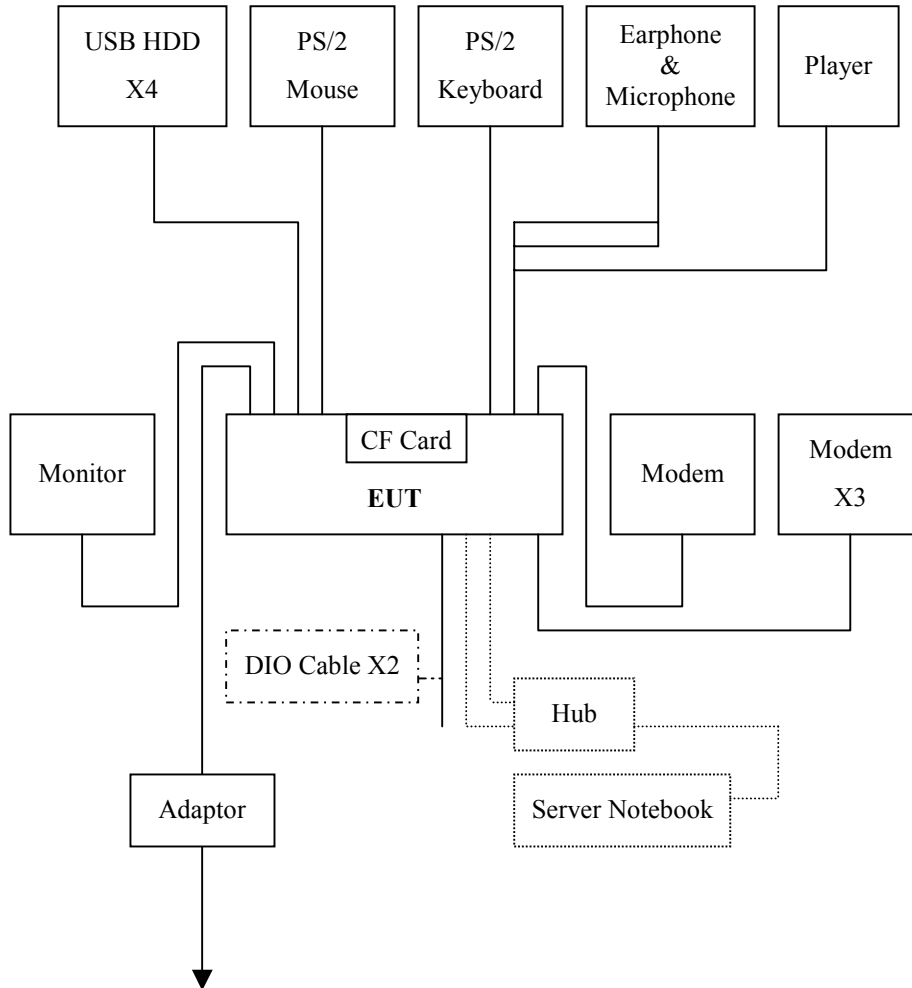 USB HDD
X4
PS/2
Mouse
PS/2
Keyboard
Earphone
&
Microphone
Player
Monitor
CF Card
EUT
Modem
Modem
X3
DIO Cable X2
Hub
Adaptor
Server Notebook